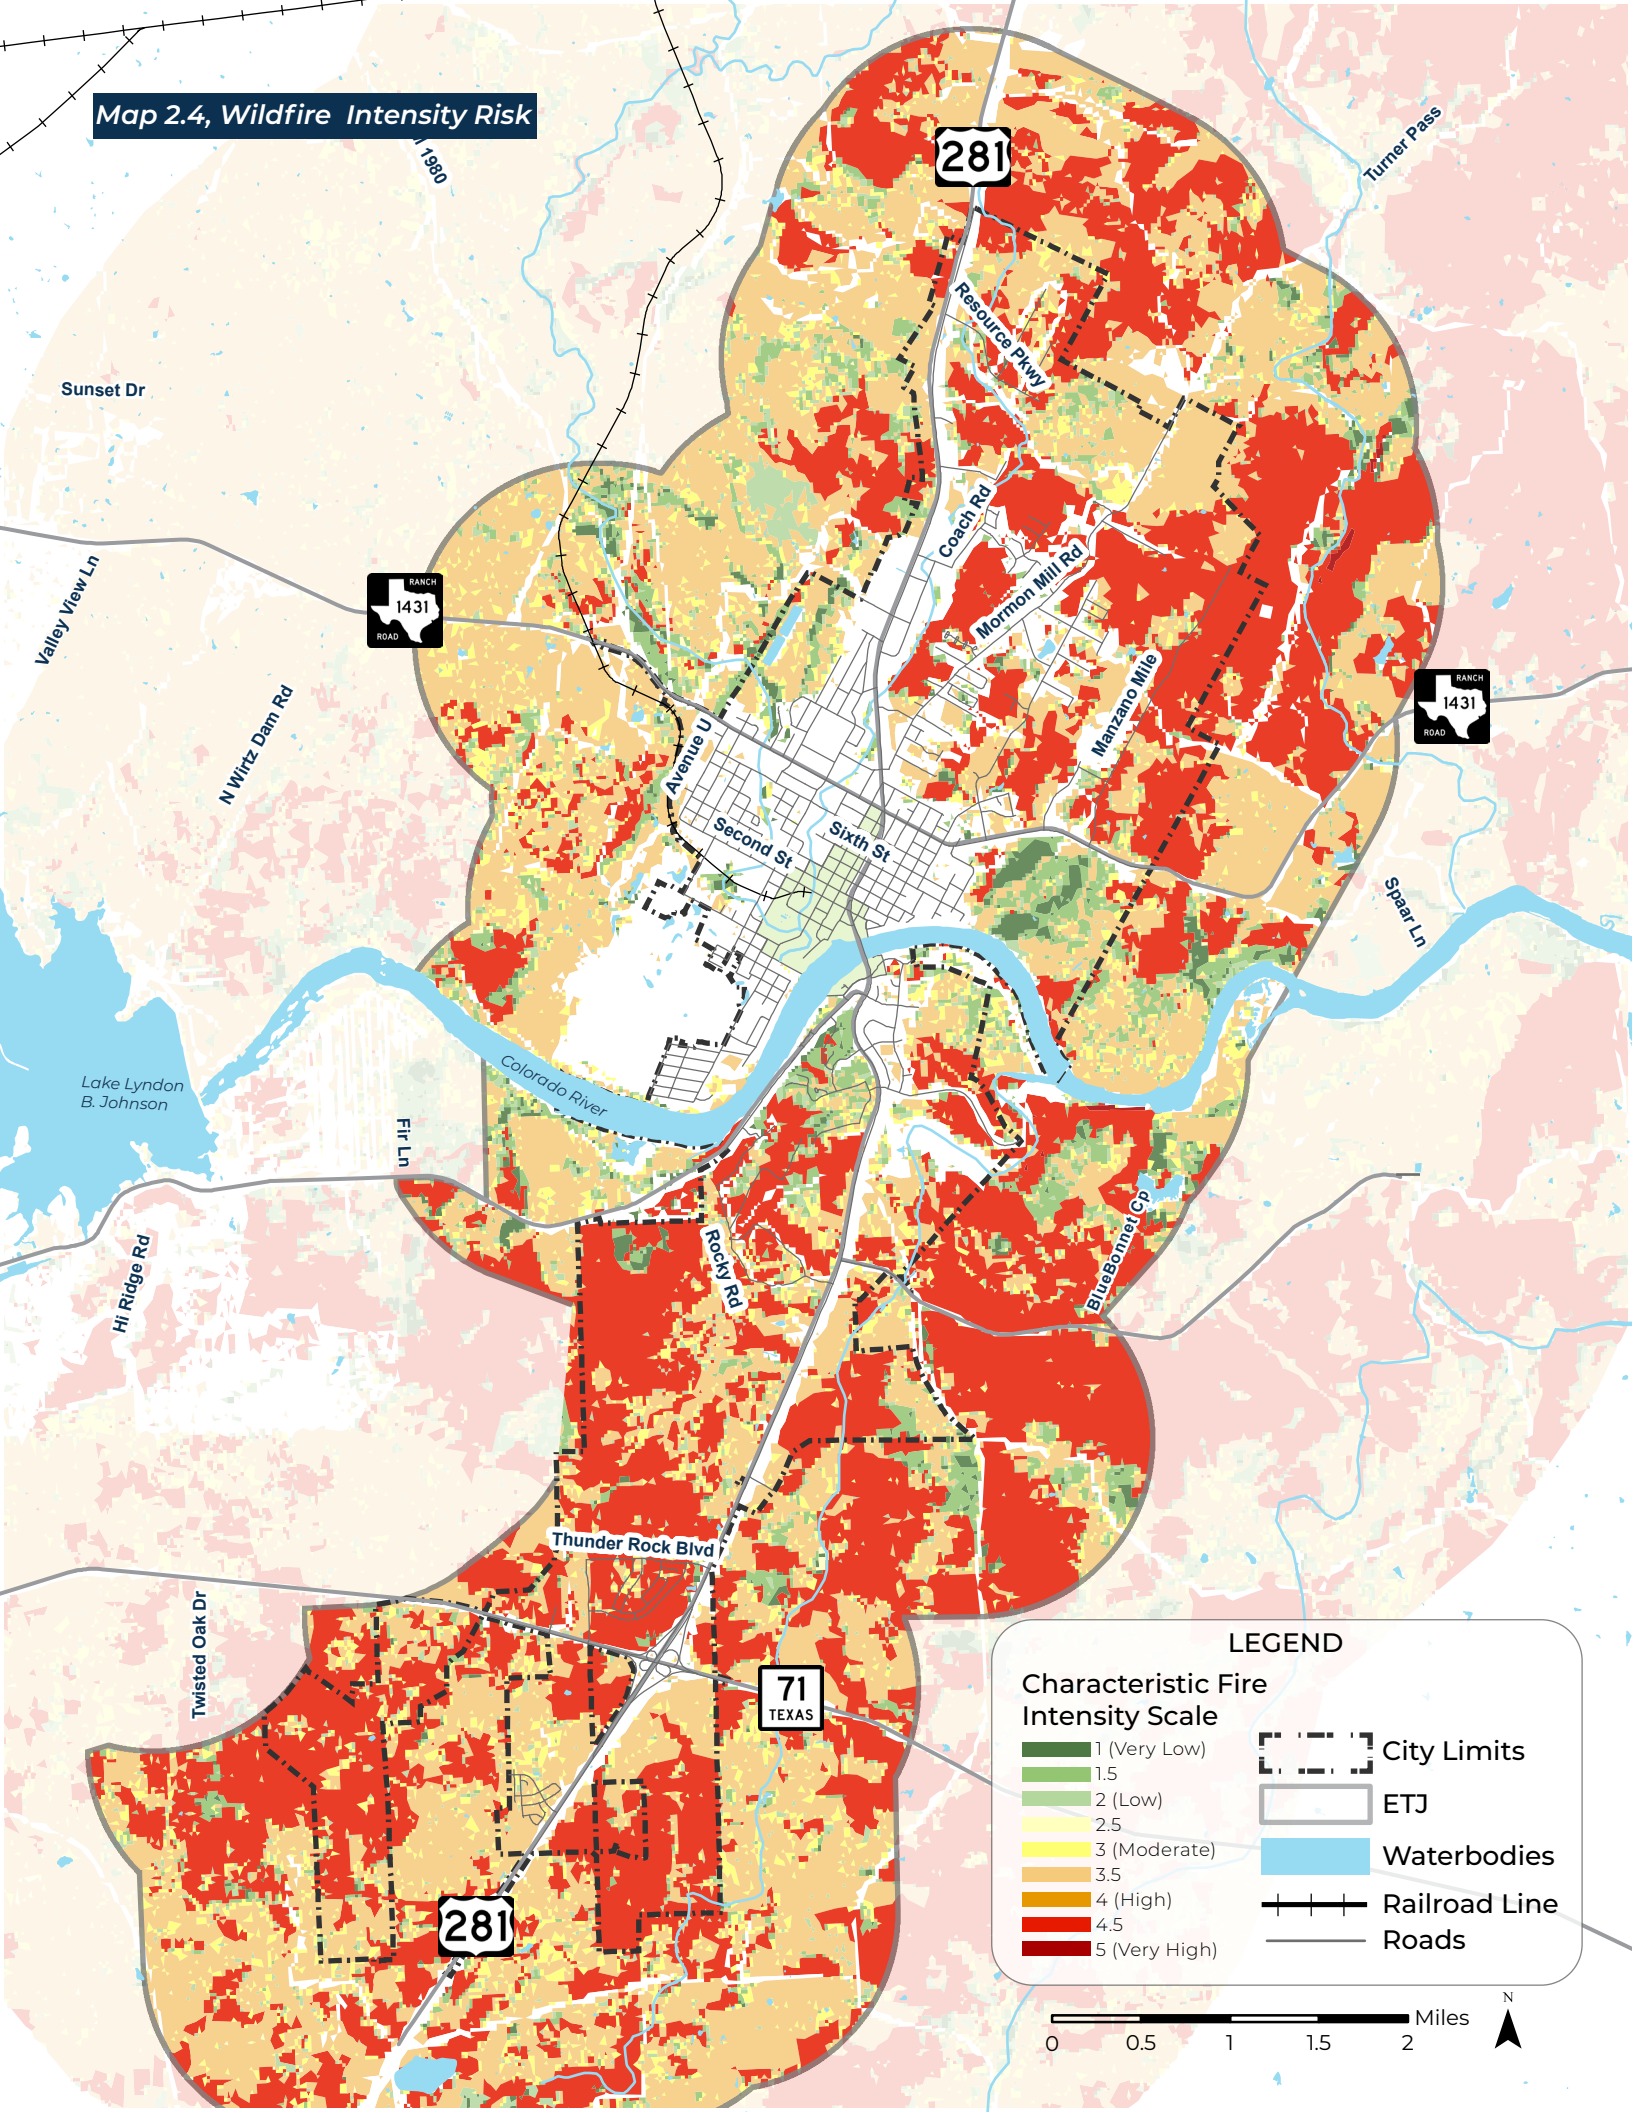 Map 2.4, Wildfire  Intensity Risk
1980
281
Turner Pass
Resource Pkwy
Sunset Dr
Coach Rd
Valley View Ln
RANCH
1431
ROAD
Mormon Mill Rd
Manzano Mile
RANCH
1431
ROAD
N Wirtz Dam Rd
Avenue U
Second St
Sixth St
Spaar Ln
Lake Lyndon
B. Johnson
Colorado River
Fir Ln
Hi Ridge Rd
Rocky Rd
BlueBonnet Cp
Thunder Rock Blvd
Twisted Oak Dr
71
TEXAS
281
LEGEND
Characteristic Fire
Intensity Scale
1 (Very Low)
1.5
2 (Low)
2.5
3 (Moderate)
3.5
4 (High)
4.5
5 (Very High)
City Limits
ETJ
Waterbodies
Railroad Line
Roads
N
Miles
0 0.5 1 1.5 2